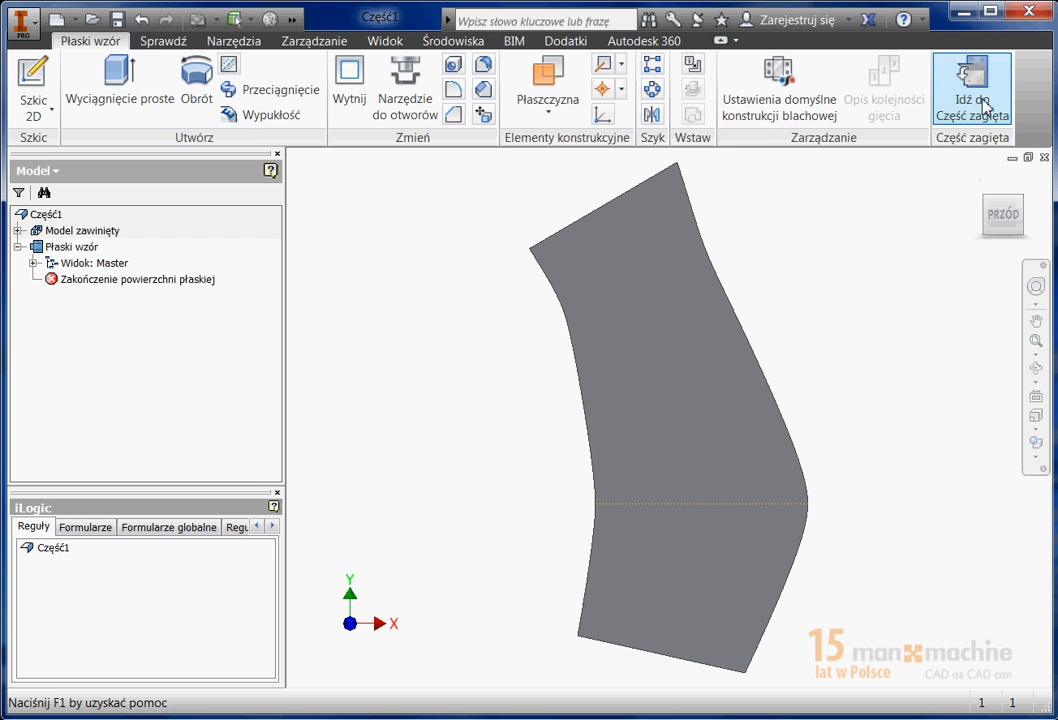 Część1
Wpisz słowo kluczowe lub frazę
Zarejestruj się
PRO
Płaski wzór
Sprawdź
Narzędzia
Zarządzanie
Widok
Środowiska
BIM
Dodatki
Autodesk 360
Szkic
2D
Wyciągnięcie proste
Obrót
Przeciągnięcie
Wypukłość
Wytnij
Narzędzie
do otworów
Płaszczyzna
Ustawienia domyślne
konstrukcji blachowej
Opis kolejności
gięcia
Idź do
Część zagięta
Szkic
Utwórz
Zmień
Elementy konstrukcyjne
Szyk
Wstaw
Zarządzanie
Część zagięta
Model
Część1
Model zawinięty
Płaski wzór
Widok: Master
Zakończenie powierzchni płaskiej
PRZÓD
iLogic
Reguły
Formularze
Formularze globalne
Regu
Część1
Y
X
15 man machine
lat w Polsce
CAD as CAD can
Naciśnij F1 by uzyskać pomoc
1
1